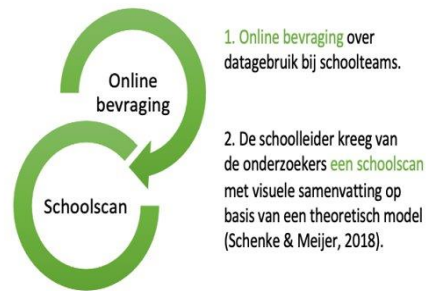 Online
bevraging
Schoolscan
1. Online bevraging over
datagebruik bij schoolteams.
2. De schoolleider kreeg van
de onderzoekers een schoolscan
met visuele samenvatting op
basis van een theoretisch model
(Schenke & Meijer, 2018).